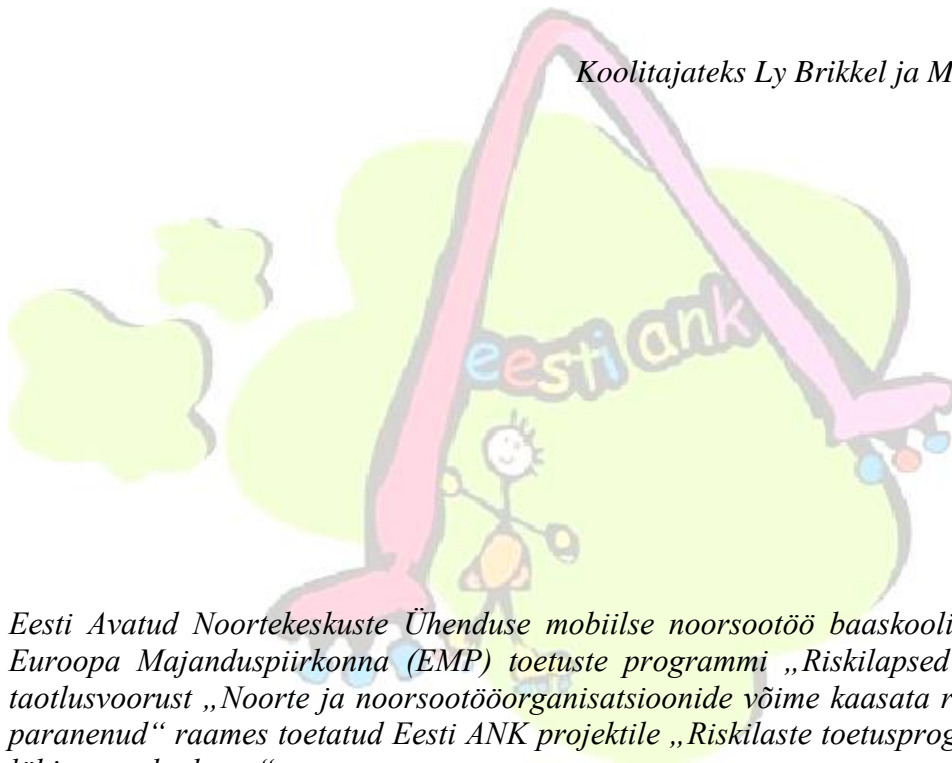 Koolitajateks Ly Brikkel ja M
eesti ank
Eesti Avatud Noortekeskuste Ühenduse mobiilse noorsootöö baaskooli
Euroopa Majanduspiirkonna (EMP) toetuste programmi „Riskilapsed
taotlusvoorust „Noorte ja noorsootööorganisatsioonide võime kaasata r
paranenud“ raames toetatud Eesti ANK projektile „Riskilaste toetusprog